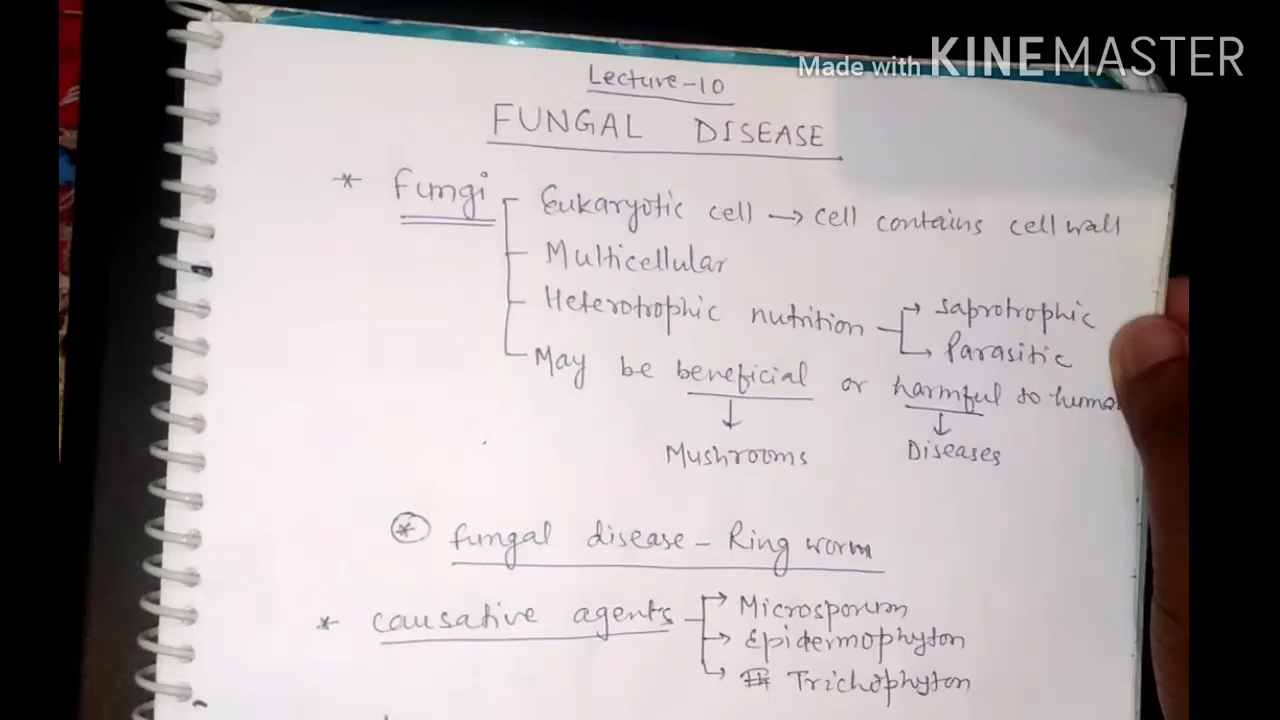 Made with KINEMASTER
Lecture-10
FUNGAL DISEASE
* Fungi
Eukaryotic cell → cell contains cell wall
Multicellular
Heterotrophic nutrition
→ Saprotrophic
→ Parasitic
May be beneficial or harmful to human
↓ ↓
Mushrooms Diseases
* fungal disease - Ring worm
* causative agents
→ Microsporum
→ Epidermophyton
→ Trichophyton